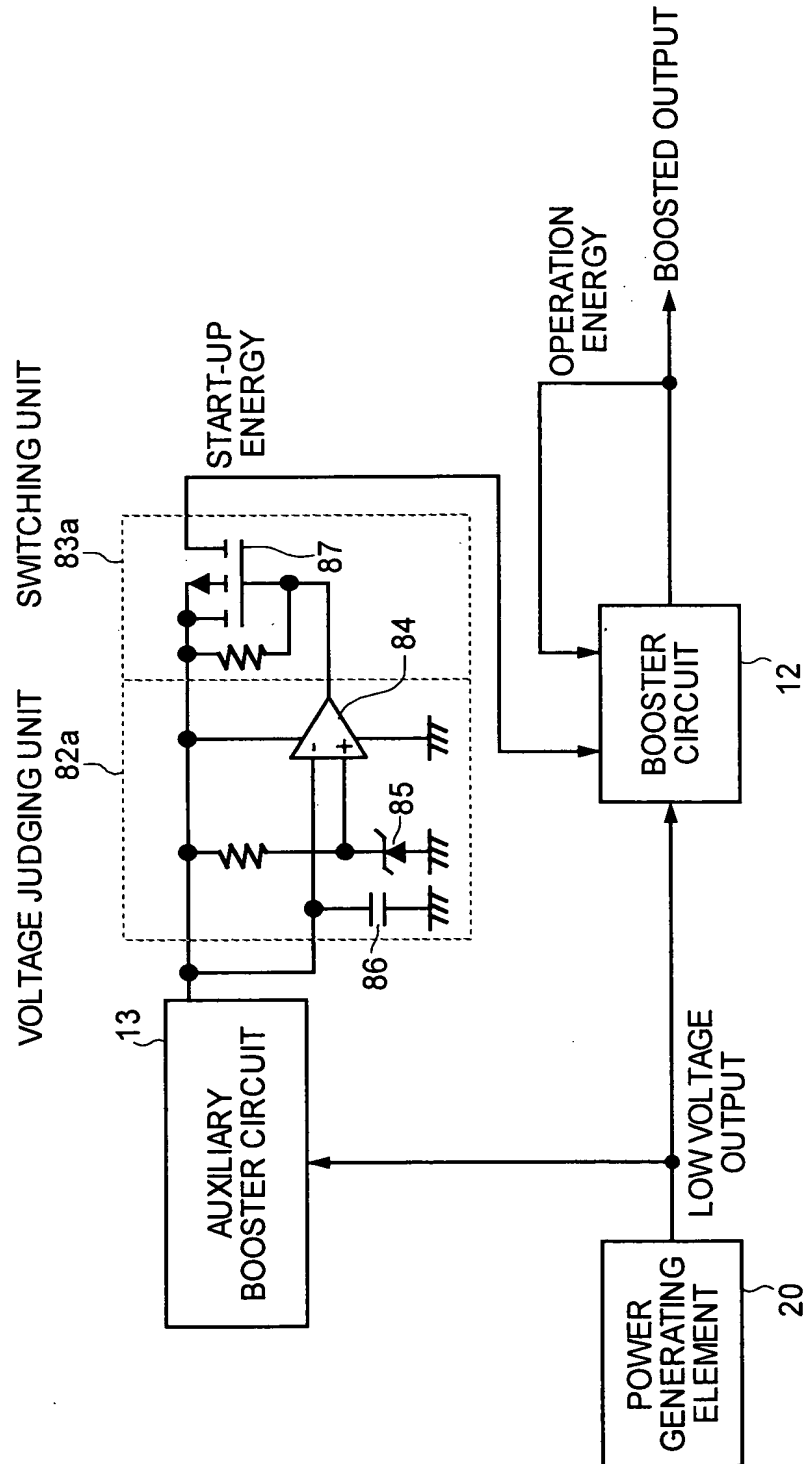 VOLTAGE JUDGING UNIT
82a
SWITCHING UNIT
83a
13
AUXILIARY
BOOSTER CIRCUIT
86
85
-
+
84
87
START-UP
ENERGY
OPERATION
ENERGY
BOOSTED OUTPUT
BOOSTER
CIRCUIT
12
LOW VOLTAGE
OUTPUT
POWER
GENERATING
ELEMENT
20